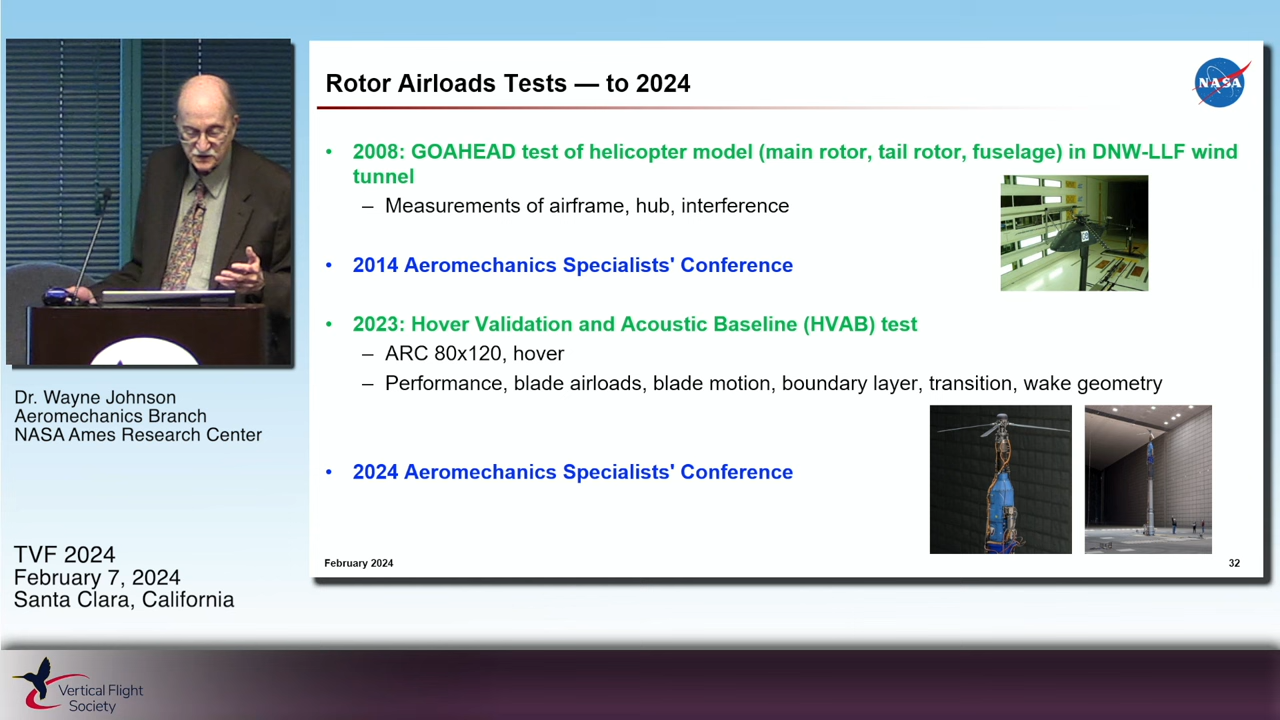 Rotor Airloads Tests — to 2024
NASA
• 2008: GOAHEAD test of helicopter model (main rotor, tail rotor, fuselage) in DNW-LLF wind
tunnel
– Measurements of airframe, hub, interference
• 2014 Aeromechanics Specialists' Conference
• 2023: Hover Validation and Acoustic Baseline (HVAB) test
– ARC 80x120, hover
– Performance, blade airloads, blade motion, boundary layer, transition, wake geometry
• 2024 Aeromechanics Specialists' Conference
February 2024
32
Dr. Wayne Johnson
Aeromechanics Branch
NASA Ames Research Center
TVF 2024
February 7, 2024
Santa Clara, California
Vertical Flight
Society